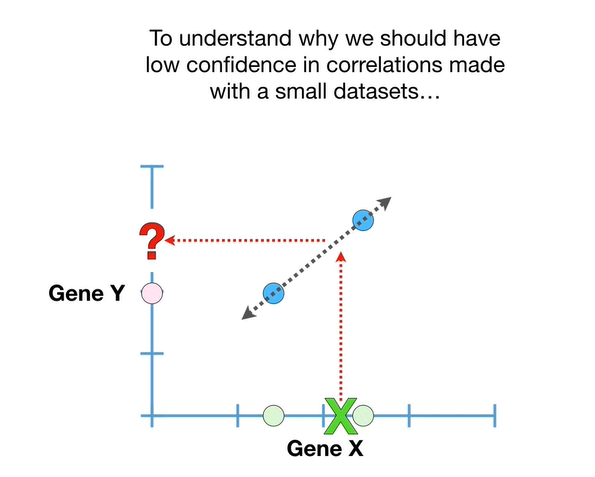 To understand why we should have
low confidence in correlations made
with a small datasets…
?
Gene Y
X
Gene X